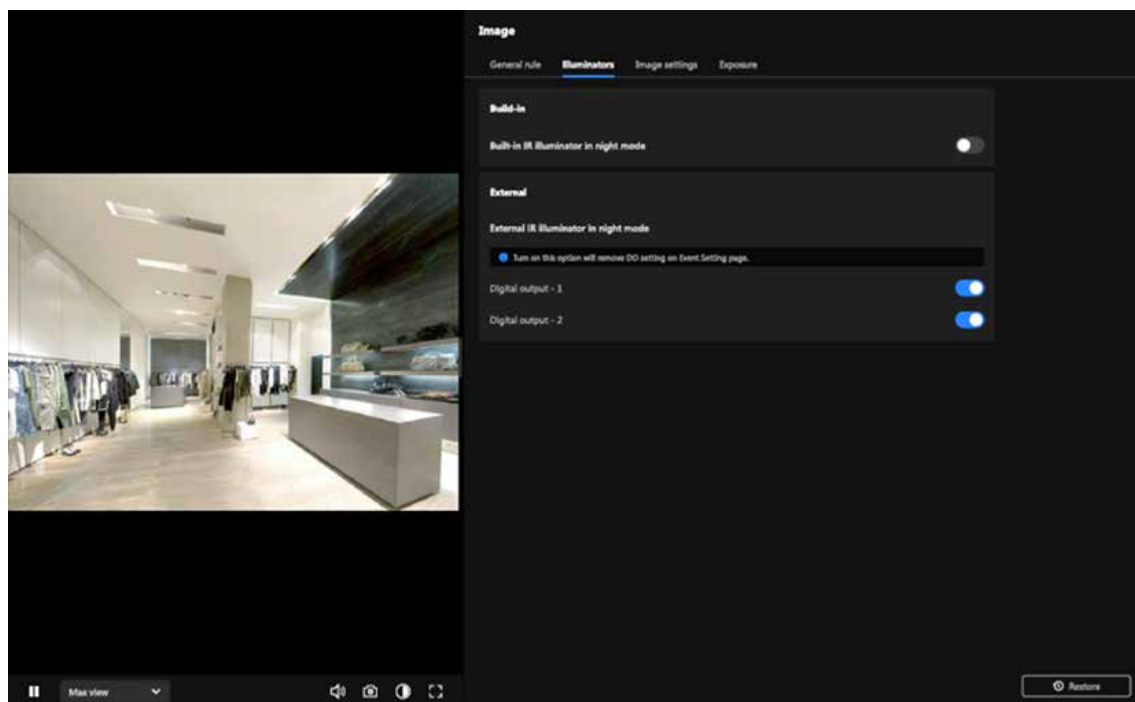 Image
General rule Illuminators Image settings Exposure
Build-in
Built-in IR illuminator in night mode
External
External IR illuminator in night mode
Turn on this option will remove DO setting on Event Setting page.
Digital output - 1
Digital output - 2
Max view
Restore